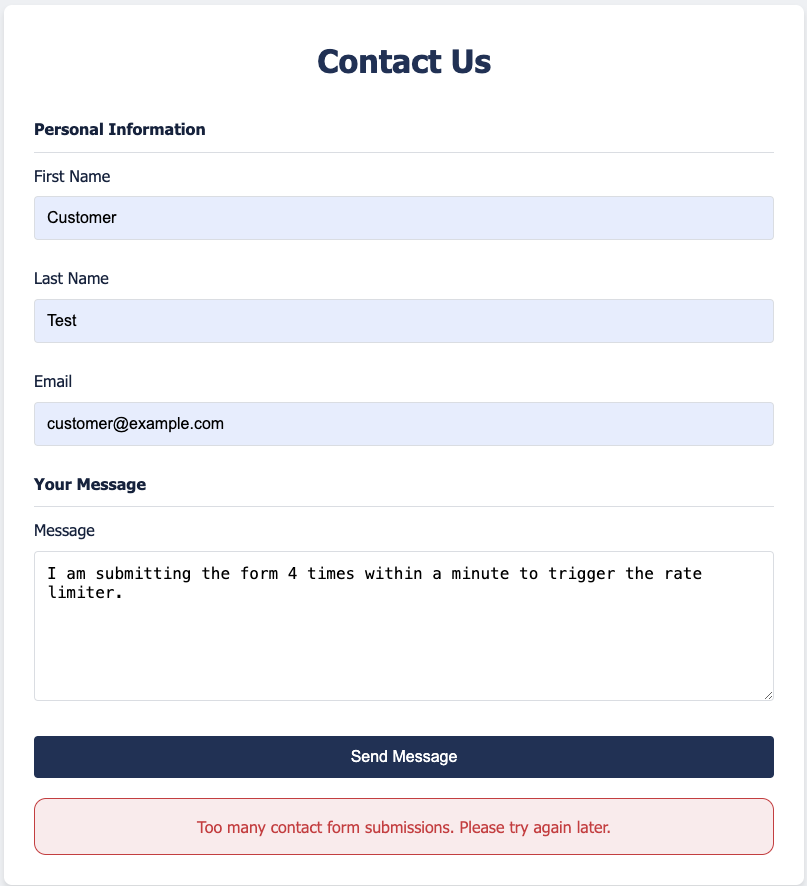 Contact Us
Personal Information
First Name
Customer
Last Name
Test
Email
customer@example.com
Your Message
Message
I am submitting the form 4 times within a minute to trigger the rate
limiter.
Send Message
Too many contact form submissions. Please try again later.